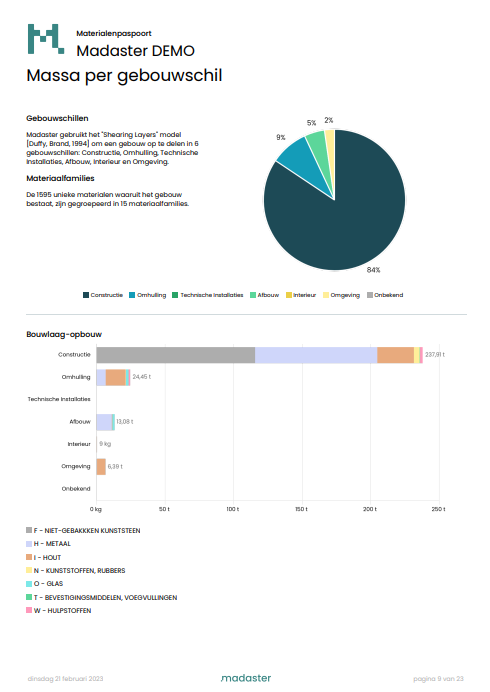 Materialenpaspoort
Madaster DEMO
Massa per gebouwschil
Gebouwschillen
Madaster gebruikt het "Shearing Layers" model
[Duffy, Brand, 1994] om een gebouw op te delen in 6
gebouwschillen: Constructie, Omhulling, Technische
Installaties, Afbouw, Interieur en Omgeving.
Materiaalfamilies
De 1595 unieke materialen waaruit het gebouw
bestaat, zijn gegroepeerd in 15 materiaalfamilies.
2%
5%
9%
84%
Constructie Omhulling Technische Installaties Afbouw Interieur Omgeving Onbekend
Bouwlaag-opbouw
Constructie 237,91 t
Omhulling 24,45 t
Technische Installaties
Afbouw 13,08 t
Interieur 9 kg
Omgeving 6,39 t
Onbekend
0 kg 50 t 100 t 150 t 200 t 250 t
F - NIET-GEBAKKKEN KUNSTSTEEN
H - METAAL
I - HOUT
N - KUNSTSTOFFEN, RUBBERS
O - GLAS
T - BEVESTIGINGSMIDDELEN, VOEGVULLINGEN
W - HULPSTOFFEN
dinsdag 21 februari 2023 madaster pagina 9 van 23